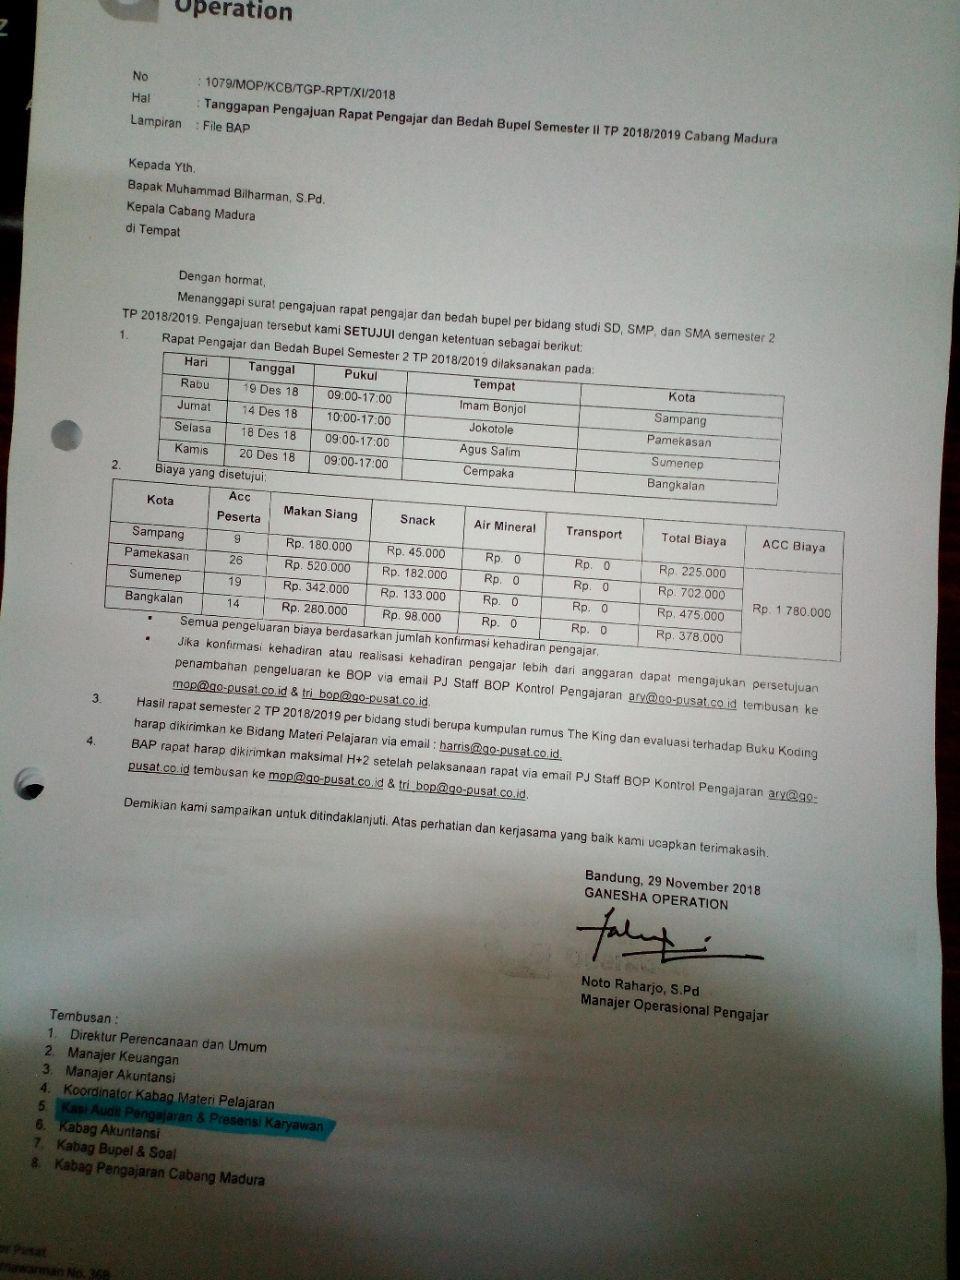 Operation
No : 1079/MOP/KCB/TGP-RPT/XI/2018
Hal : Tanggapan Pengajuan Rapat Pengajar dan Bedah Bupel Semester II TP 2018/2019 Cabang Madura
Lampiran : File BAP
Kepada Yth.
Bapak Muhammad Bilharman, S.Pd.
Kepala Cabang Madura
di Tempat
Dengan hormat,
Menanggapi surat pengajuan rapat pengajar dan bedah bupel per bidang studi SD, SMP, dan SMA semester 2
TP 2018/2019. Pengajuan tersebut kami SETUJUI dengan ketentuan sebagai berikut:
1. Rapat Pengajar dan Bedah Bupel Semester 2 TP 2018/2019 dilaksanakan pada:
Hari Tanggal Pukul Tempat Kota
Rabu 19 Des 18 09:00-17:00 Imam Bonjol Sampang
Jumat 14 Des 18 10:00-17:00 Jokotole Pamekasan
Selasa 18 Des 18 09:00-17:00 Agus Salim Sumenep
Kamis 20 Des 18 09:00-17:00 Cempaka Bangkalan
2. Biaya yang disetujui:
Kota Acc Peserta Makan Siang Snack Air Mineral Transport Total Biaya ACC Biaya
Sampang 9 Rp. 180.000 Rp. 45.000 Rp. 0 Rp. 0 Rp. 225.000
Pamekasan 26 Rp. 520.000 Rp. 182.000 Rp. 0 Rp. 0 Rp. 702.000
Sumenep 19 Rp. 342.000 Rp. 133.000 Rp. 0 Rp. 0 Rp. 475.000
Bangkalan 14 Rp. 280.000 Rp. 98.000 Rp. 0 Rp. 0 Rp. 378.000
Rp. 1 780.000
• Semua pengeluaran biaya berdasarkan jumlah konfirmasi kehadiran pengajar.
• Jika konfirmasi kehadiran atau realisasi kehadiran pengajar lebih dari anggaran dapat mengajukan persetujuan
penambahan pengeluaran ke BOP via email PJ Staff BOP Kontrol Pengajaran ary@go-pusat.co.id tembusan ke
mop@go-pusat.co.id & tri_bop@go-pusat.co.id.
3. Hasil rapat semester 2 TP 2018/2019 per bidang studi berupa kumpulan rumus The King dan evaluasi terhadap Buku Koding
harap dikirimkan ke Bidang Materi Pelajaran via email : harris@go-pusat.co.id.
4. BAP rapat harap dikirimkan maksimal H+2 setelah pelaksanaan rapat via email PJ Staff BOP Kontrol Pengajaran ary@go-
pusat.co.id tembusan ke mop@go-pusat.co.id & tri_bop@go-pusat.co.id.
Demikian kami sampaikan untuk ditindaklanjuti. Atas perhatian dan kerjasama yang baik kami ucapkan terimakasih.
Bandung, 29 November 2018
GANESHA OPERATION
Noto Raharjo, S.Pd
Manajer Operasional Pengajar
Tembusan :
1. Direktur Perencanaan dan Umum
2. Manajer Keuangan
3. Manajer Akuntansi
4. Koordinator Kabag Materi Pelajaran
5. Kasi Audit Pengajaran & Presensi Karyawan
6. Kabag Akuntansi
7. Kabag Bupel & Soal
8. Kabag Pengajaran Cabang Madura
Pusat
No. 36B